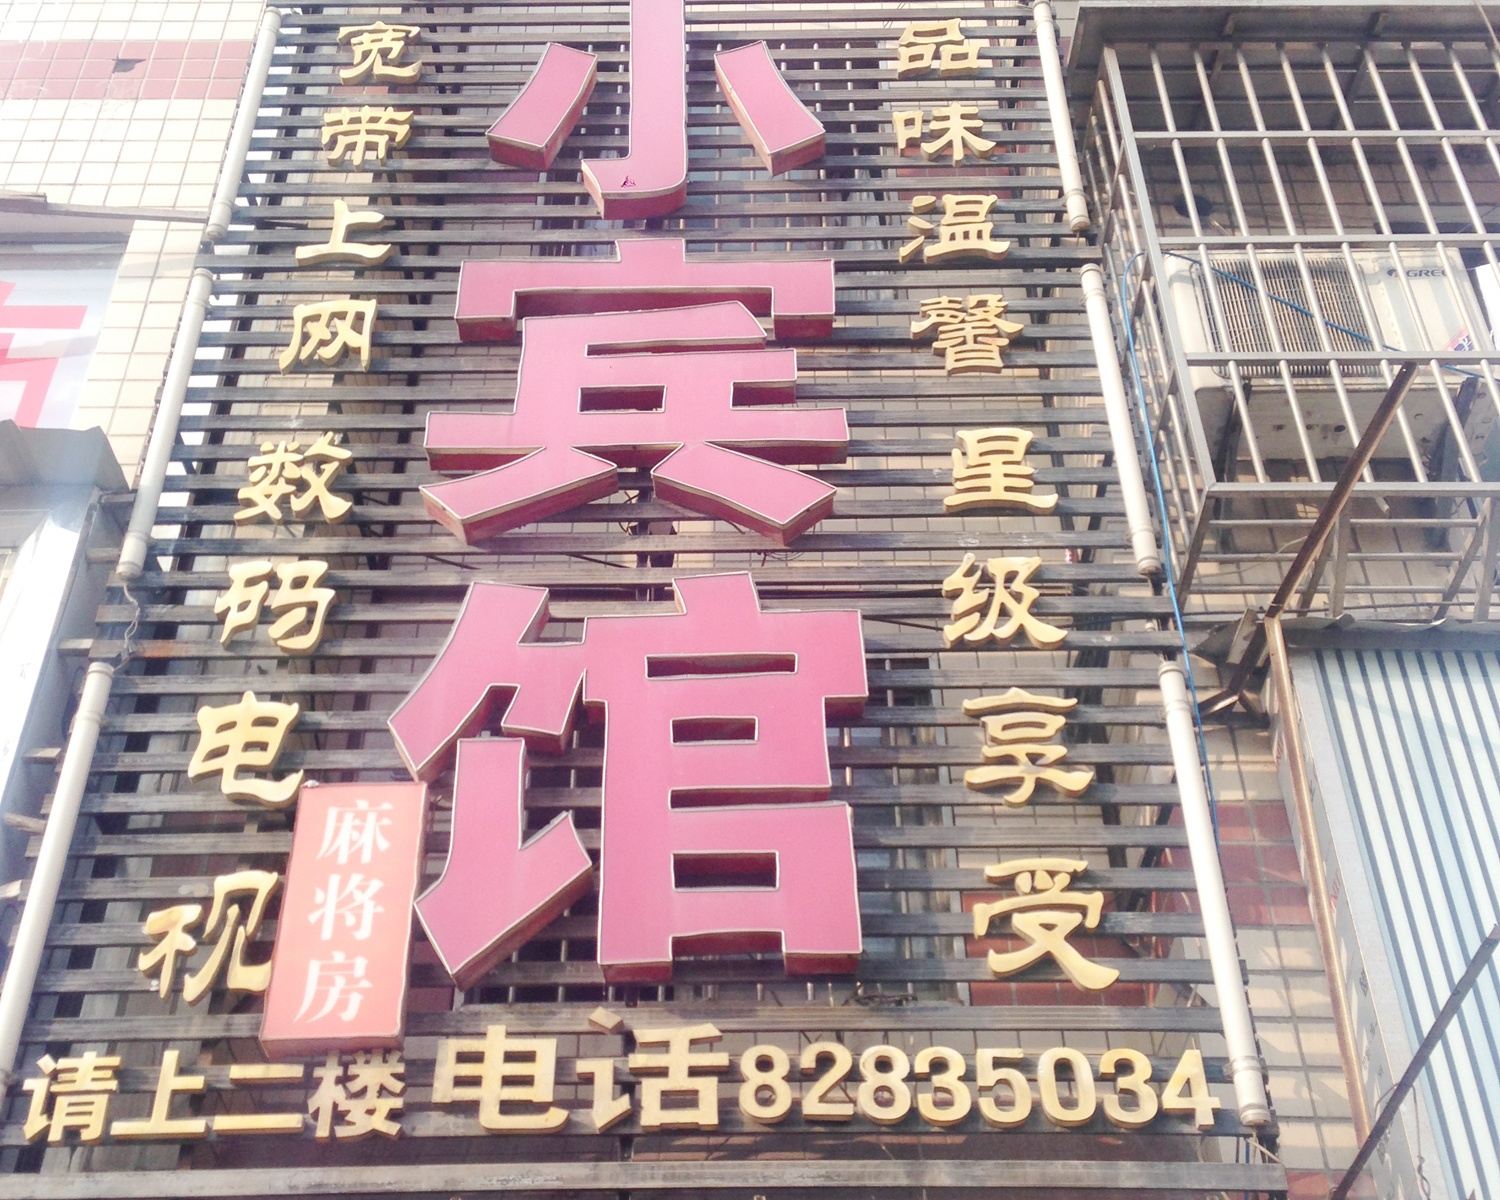 小宾馆
品味温馨星级享受
宽带上网数码电视
麻将房
请上二楼电话82835034
GREE